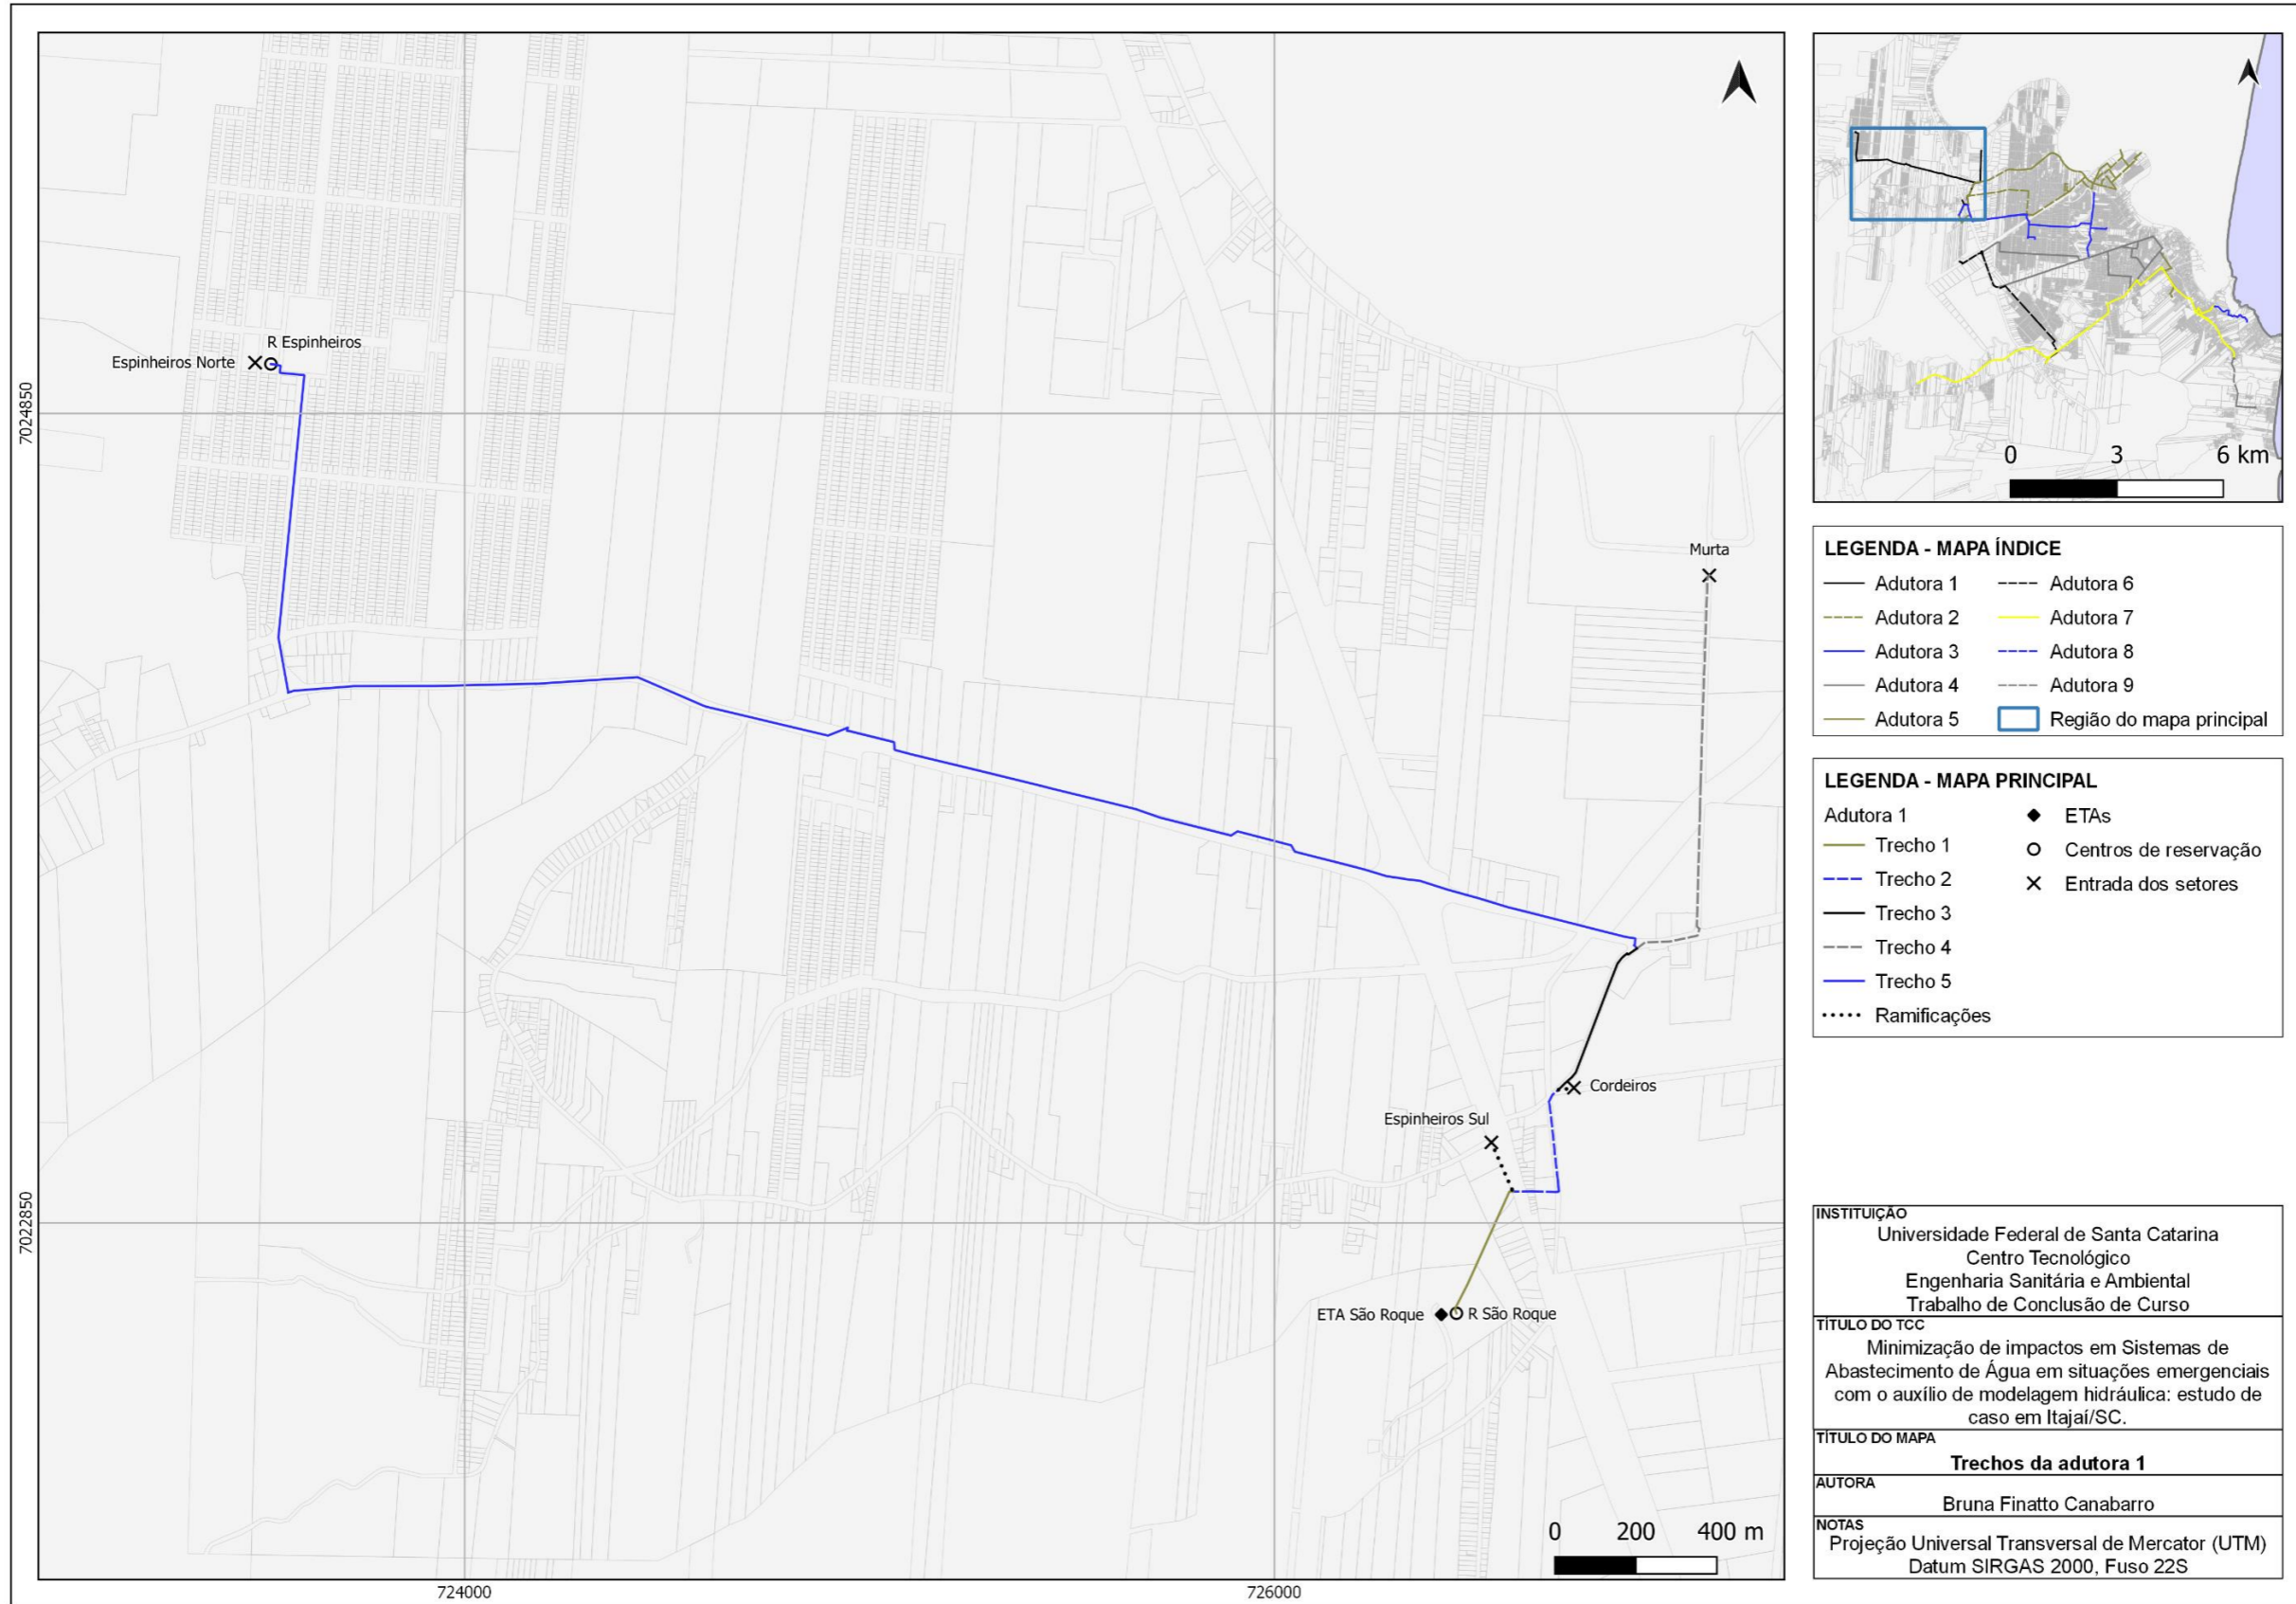 R Espinheiros
Espinheiros Norte
Murta
Cordeiros
Espinheiros Sul
ETA São Roque
R São Roque
7024850
7022850
724000
726000
0 200 400 m
0 3 6 km
LEGENDA - MAPA ÍNDICE
Adutora 1
Adutora 2
Adutora 3
Adutora 4
Adutora 5
Adutora 6
Adutora 7
Adutora 8
Adutora 9
Região do mapa principal
LEGENDA - MAPA PRINCIPAL
Adutora 1
Trecho 1
Trecho 2
Trecho 3
Trecho 4
Trecho 5
Ramificações
ETAs
Centros de reservação
Entrada dos setores
INSTITUIÇÃO
Universidade Federal de Santa Catarina
Centro Tecnológico
Engenharia Sanitária e Ambiental
Trabalho de Conclusão de Curso
TÍTULO DO TCC
Minimização de impactos em Sistemas de
Abastecimento de Água em situações emergenciais
com o auxílio de modelagem hidráulica: estudo de
caso em Itajaí/SC.
TÍTULO DO MAPA
Trechos da adutora 1
AUTORA
Bruna Finatto Canabarro
NOTAS
Projeção Universal Transversal de Mercator (UTM)
Datum SIRGAS 2000, Fuso 22S